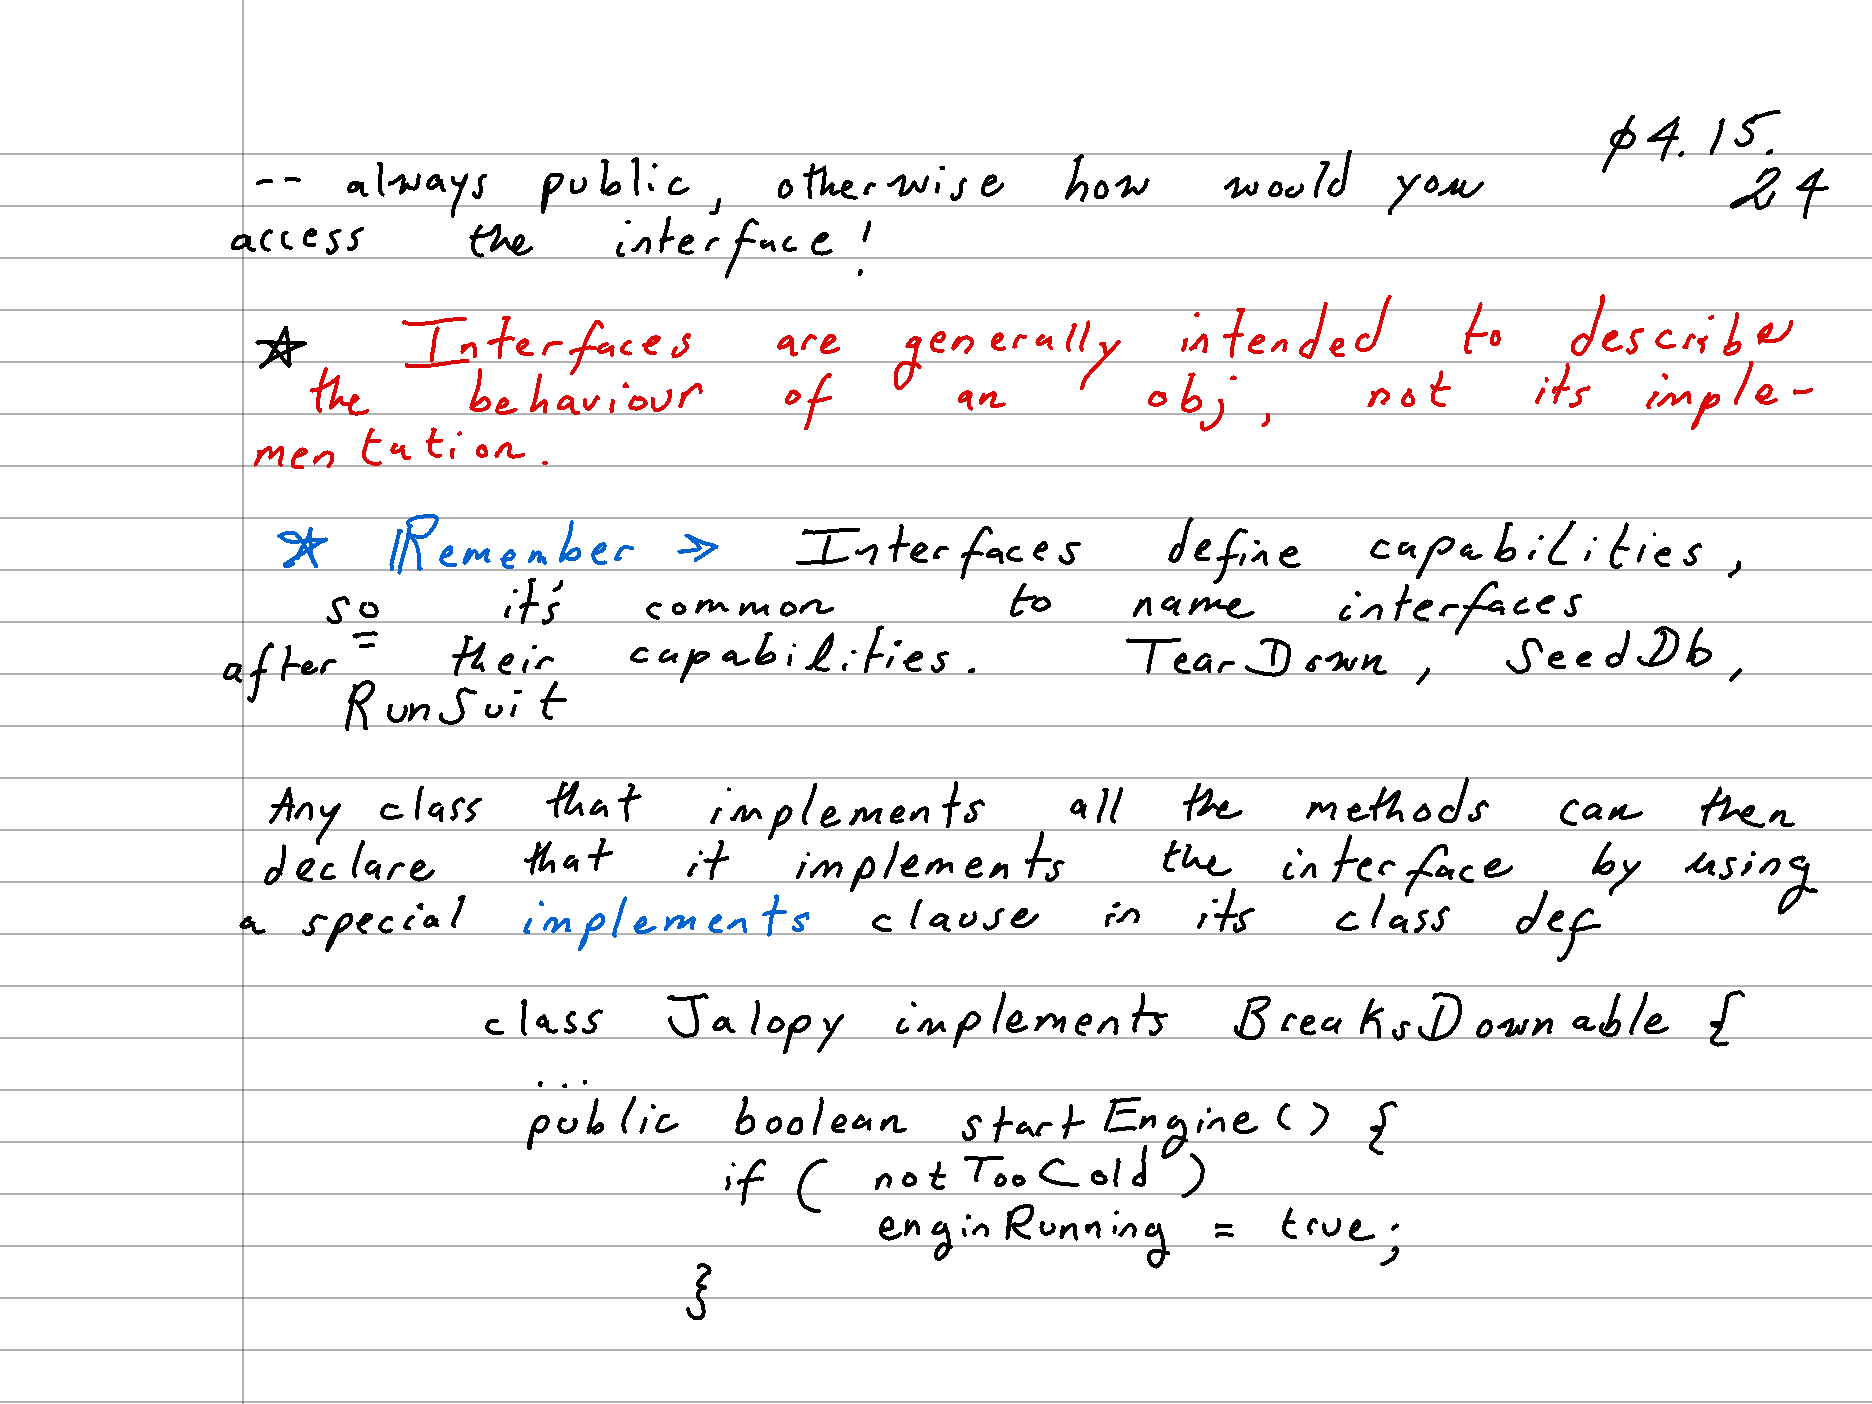 04.15.
24
-- always public, otherwise how would you
access the interface!
☆ Interfaces are generally intended to describe
the behaviour of an obj, not its imple-
mentation.
☆ Remember >> Interfaces define capabilities,
so it's common to name interfaces
after their capabilities. TearDown, SeedDb,
RunSuit
Any class that implements all the methods can then
declare that it implements the interface by using
a special implements clause in its class def
class Jalopy implements BreaksDownable {
...
public boolean startEngine() {
if ( notTooCold )
enginRunning = true;
}